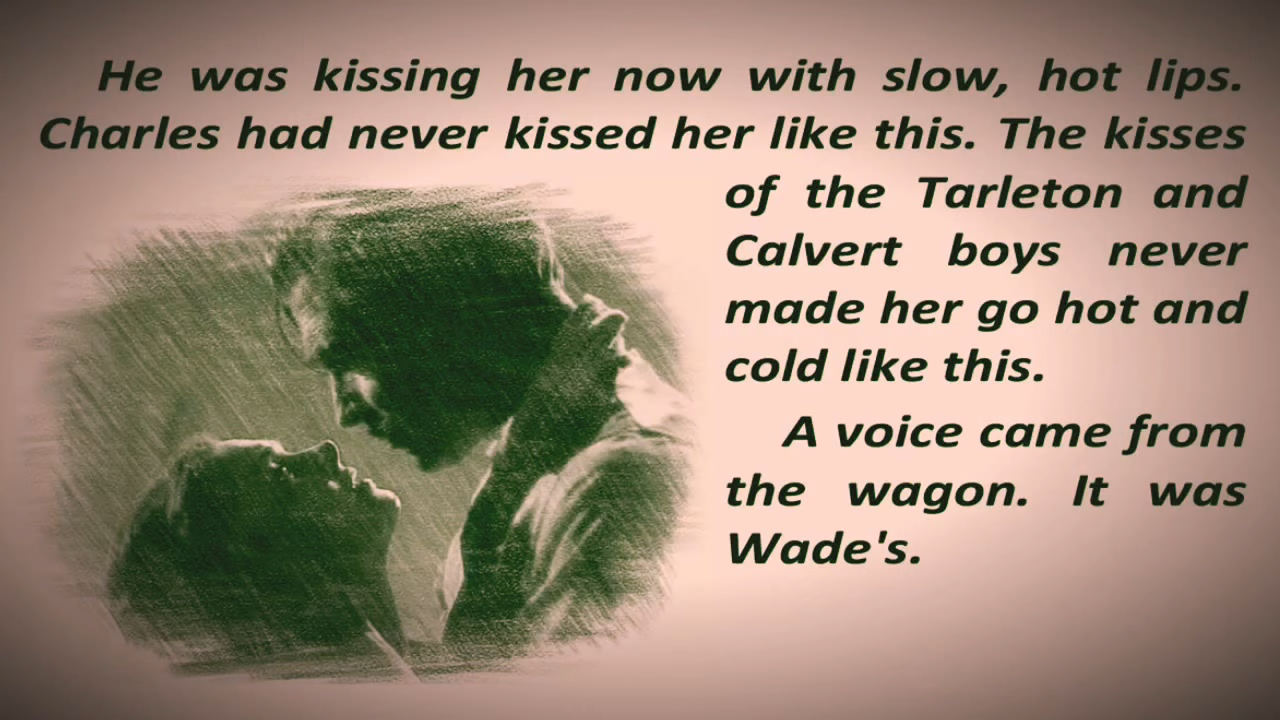 He was kissing her now with slow, hot lips.
Charles had never kissed her like this. The kisses
of the Tarleton and
Calvert boys never
made her go hot and
cold like this.
A voice came from
the wagon. It was
Wade's.